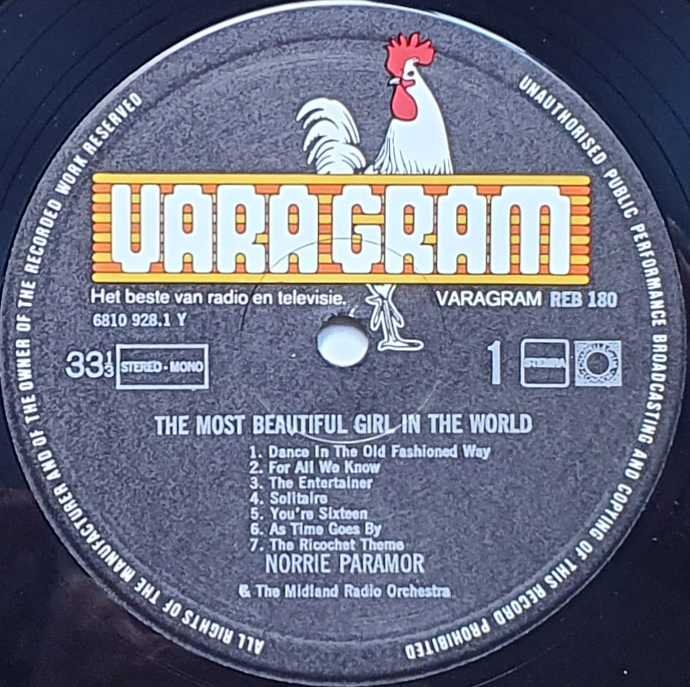 VARAGRAM
Het beste van radio en televisie.
VARAGRAM REB 180
6810 928.1 Y
33 1/3 STEREO - MONO
1 STEMRA
THE MOST BEAUTIFUL GIRL IN THE WORLD
1. Dance In The Old Fashioned Way
2. For All We Know
3. The Entertainer
4. Solitaire
5. You're Sixteen
6. As Time Goes By
7. The Ricochet Theme
NORRIE PARAMOR
& The Midland Radio Orchestra
ALL RIGHTS OF THE MANUFACTURER AND OF THE OWNER OF THE RECORDED WORK RESERVED
UNAUTHORISED PUBLIC PERFORMANCE BROADCASTING AND COPYING OF THIS RECORD PROHIBITED